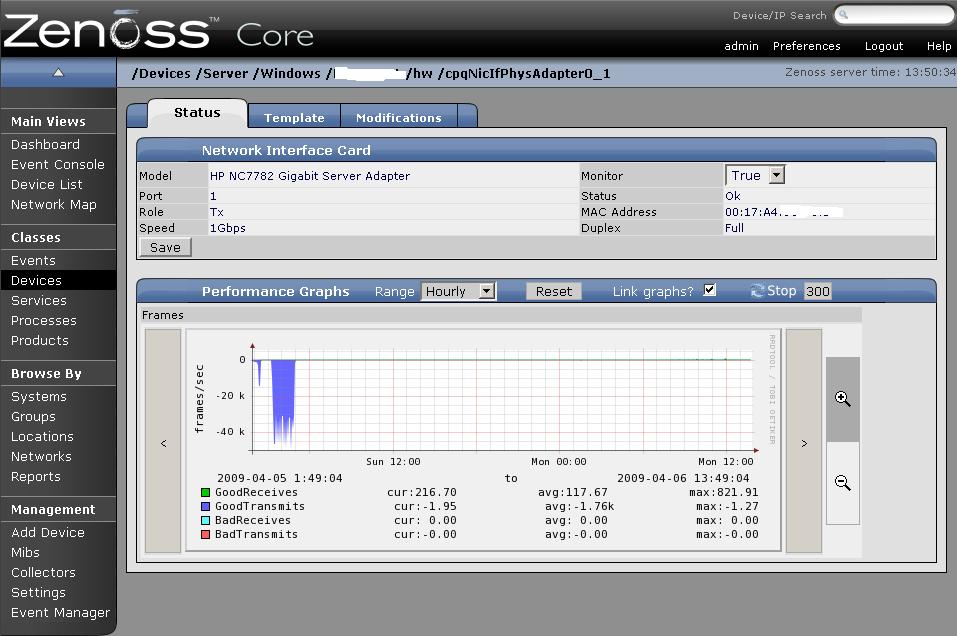 Zenoss™ Core
Device/IP Search
admin Preferences Logout Help
/Devices /Server /Windows / /hw /cpqNicIfPhysAdapter0_1
Zenoss server time: 13:50:34
Main Views
Dashboard
Event Console
Device List
Network Map
Classes
Events
Devices
Services
Processes
Products
Browse By
Systems
Groups
Locations
Networks
Reports
Management
Add Device
Mibs
Collectors
Settings
Event Manager
Status Template Modifications
Network Interface Card
Model HP NC7782 Gigabit Server Adapter Monitor True
Port 1 Status Ok
Role Tx MAC Address 00:17:A4:
Speed 1Gbps Duplex Full
Save
Performance Graphs Range Hourly Reset Link graphs? Stop 300
Frames
<
>
RRDTOOL / TOBI OETIKER
frames/sec
0
-20 k
-40 k
Sun 12:00 Mon 00:00 Mon 12:00
2009-04-05 1:49:04 to 2009-04-06 13:49:04
GoodReceives cur:216.70 avg:117.67 max:821.91
GoodTransmits cur:-1.95 avg:-1.76k max:-1.27
BadReceives cur: 0.00 avg: 0.00 max: 0.00
BadTransmits cur:-0.00 avg:-0.00 max:-0.00